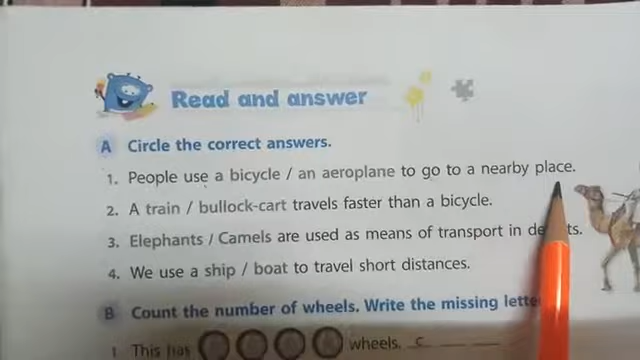 Read and answer
A Circle the correct answers.
1. People use a bicycle / an aeroplane to go to a nearby place.
2. A train / bullock-cart travels faster than a bicycle.
3. Elephants / Camels are used as means of transport in
4. We use a ship / boat to travel short distances.
B Count the number of wheels. Write the missing
1 This has wheels. c